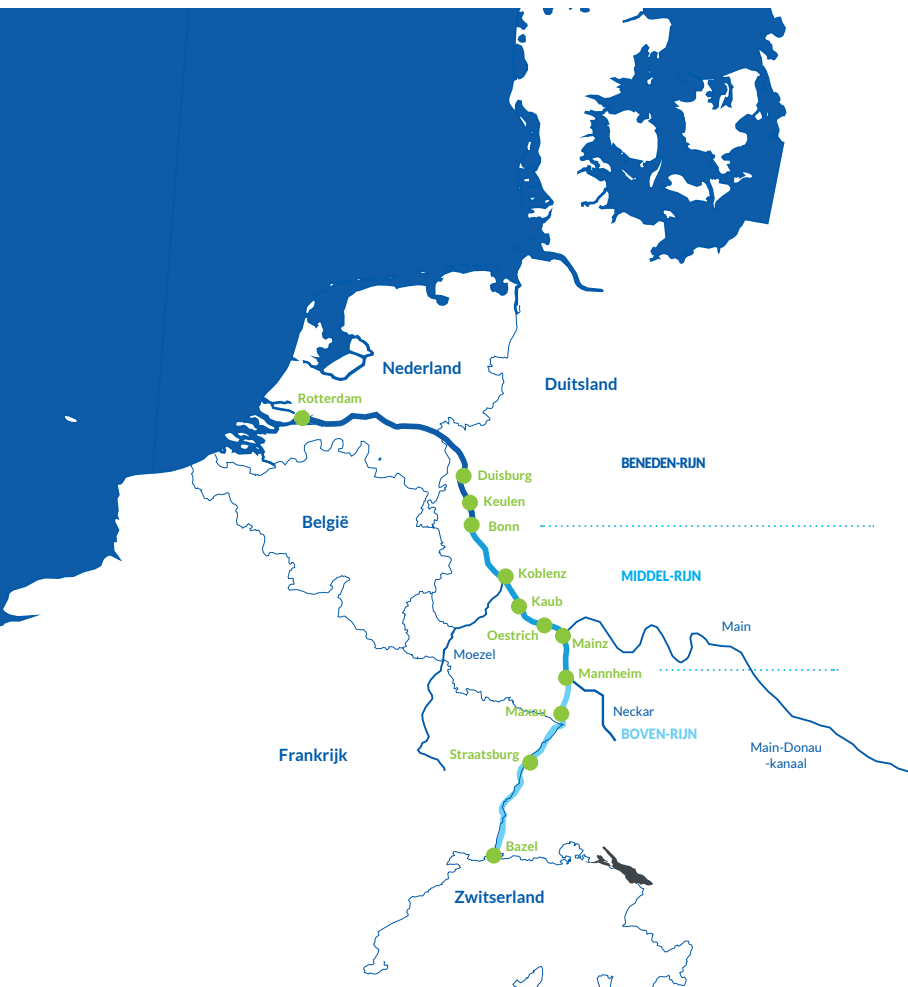 Nederland
Duitsland
Rotterdam
BENEDEN-RIJN
Duisburg
Keulen
België
Bonn
Koblenz
MIDDEL-RIJN
Kaub
Main
Oestrich
Mainz
Moezel
Mannheim
Maxau
Neckar
BOVEN-RIJN
Frankrijk
Straatsburg
Main-Donau
-kanaal
Bazel
Zwitserland